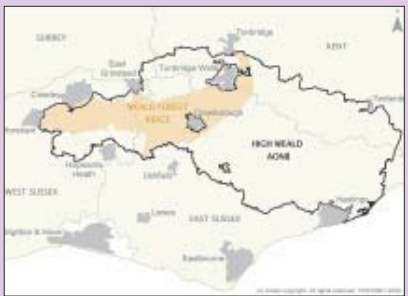 SURREY
KENT
Tonbridge
East
Grinstead
Tunbridge Wells
Crawley
WEALD FOREST
RIDGE
Crowborough
Tenterden
Horsham
HIGH WEALD
AONB
Haywards
Heath
Uckfield
WEST SUSSEX
Lewes
EAST SUSSEX
Hastings
Brighton & Hove
Eastbourne